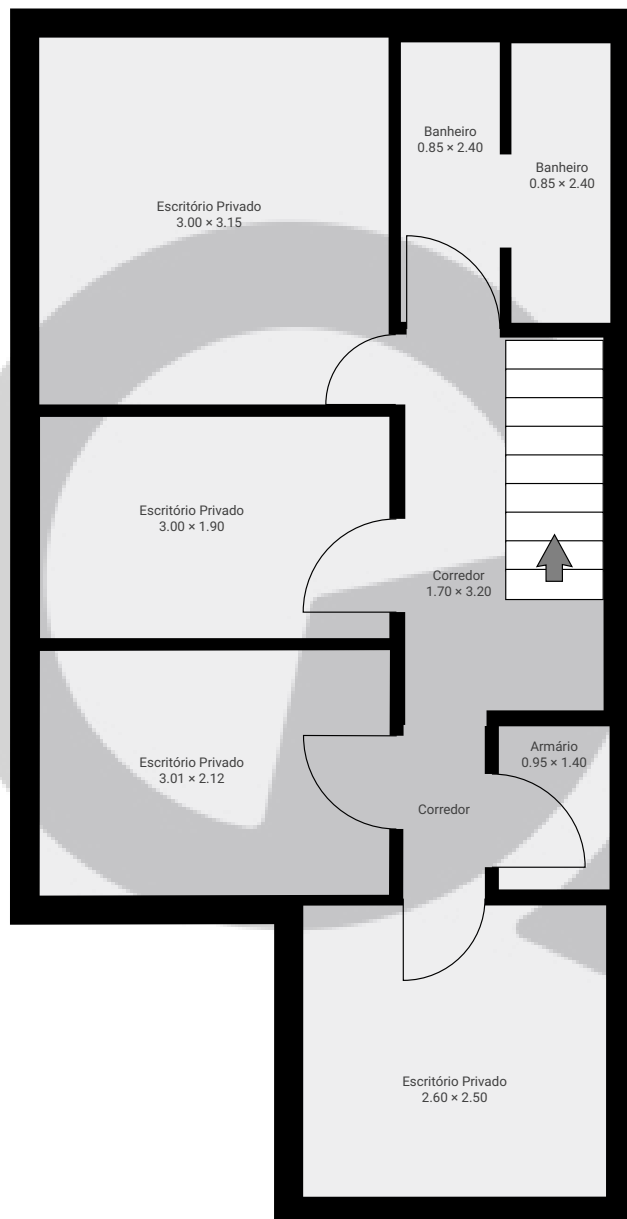 Banheiro
0.85 × 2.40
Banheiro
0.85 × 2.40
Escritório Privado
3.00 × 3.15
Escritório Privado
3.00 × 1.90
Corredor
1.70 × 3.20
Escritório Privado
3.01 × 2.12
Armário
0.95 × 1.40
Corredor
Escritório Privado
2.60 × 2.50